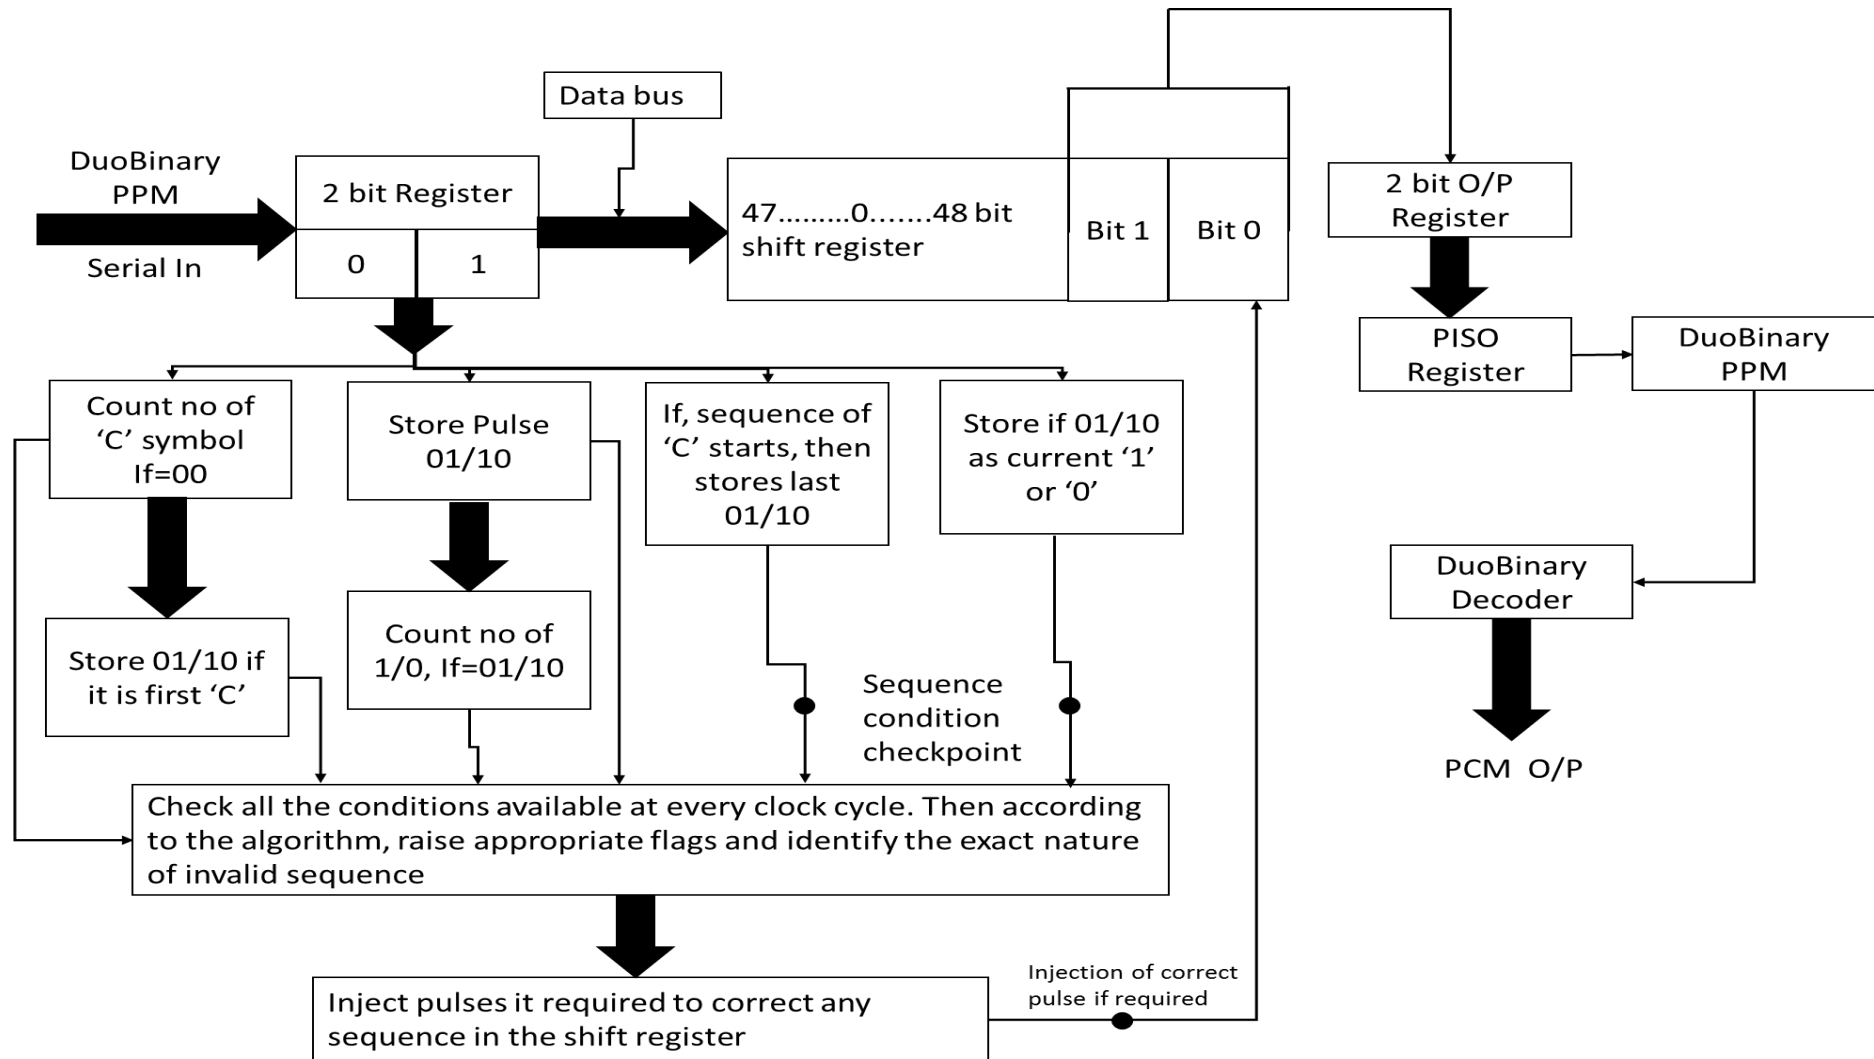 Data bus
DuoBinary
PPM
Serial In
2 bit Register
0
1
47.........0.......48 bit
shift register
Bit 1
Bit 0
2 bit O/P
Register
PISO
Register
DuoBinary
PPM
DuoBinary
Decoder
PCM O/P
Count no of
‘C’ symbol
If=00
Store Pulse
01/10
If, sequence of
‘C’ starts, then
stores last
01/10
Store if 01/10
as current ‘1’
or ‘0’
Store 01/10 if
it is first ‘C’
Count no of
1/0, If=01/10
Sequence
condition
checkpoint
Check all the conditions available at every clock cycle. Then according
to the algorithm, raise appropriate flags and identify the exact nature
of invalid sequence
Inject pulses it required to correct any
sequence in the shift register
Injection of correct
pulse if required